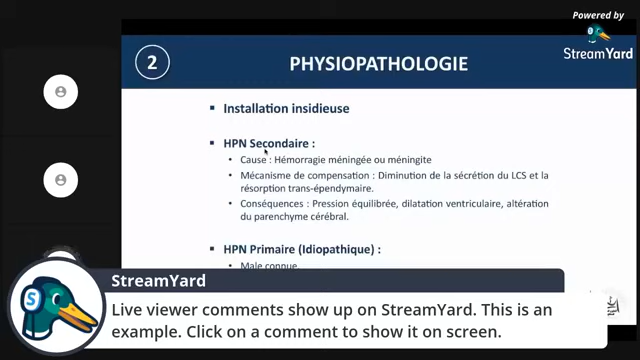 Powered by
StreamYard
2
PHYSIOPATHOLOGIE
▪ Installation insidieuse
▪ HPN Secondaire :
• Cause : Hémorragie méningée ou méningite
• Mécanisme de compensation : Diminution de la sécrétion du LCS et la
résorption trans-épendymaire.
• Conséquences : Pression équilibrée, dilatation ventriculaire, altération
du parenchyme cérébral.
▪ HPN Primaire (Idiopathique) :
• Male connue.
StreamYard
Live viewer comments show up on StreamYard. This is an
example. Click on a comment to show it on screen.